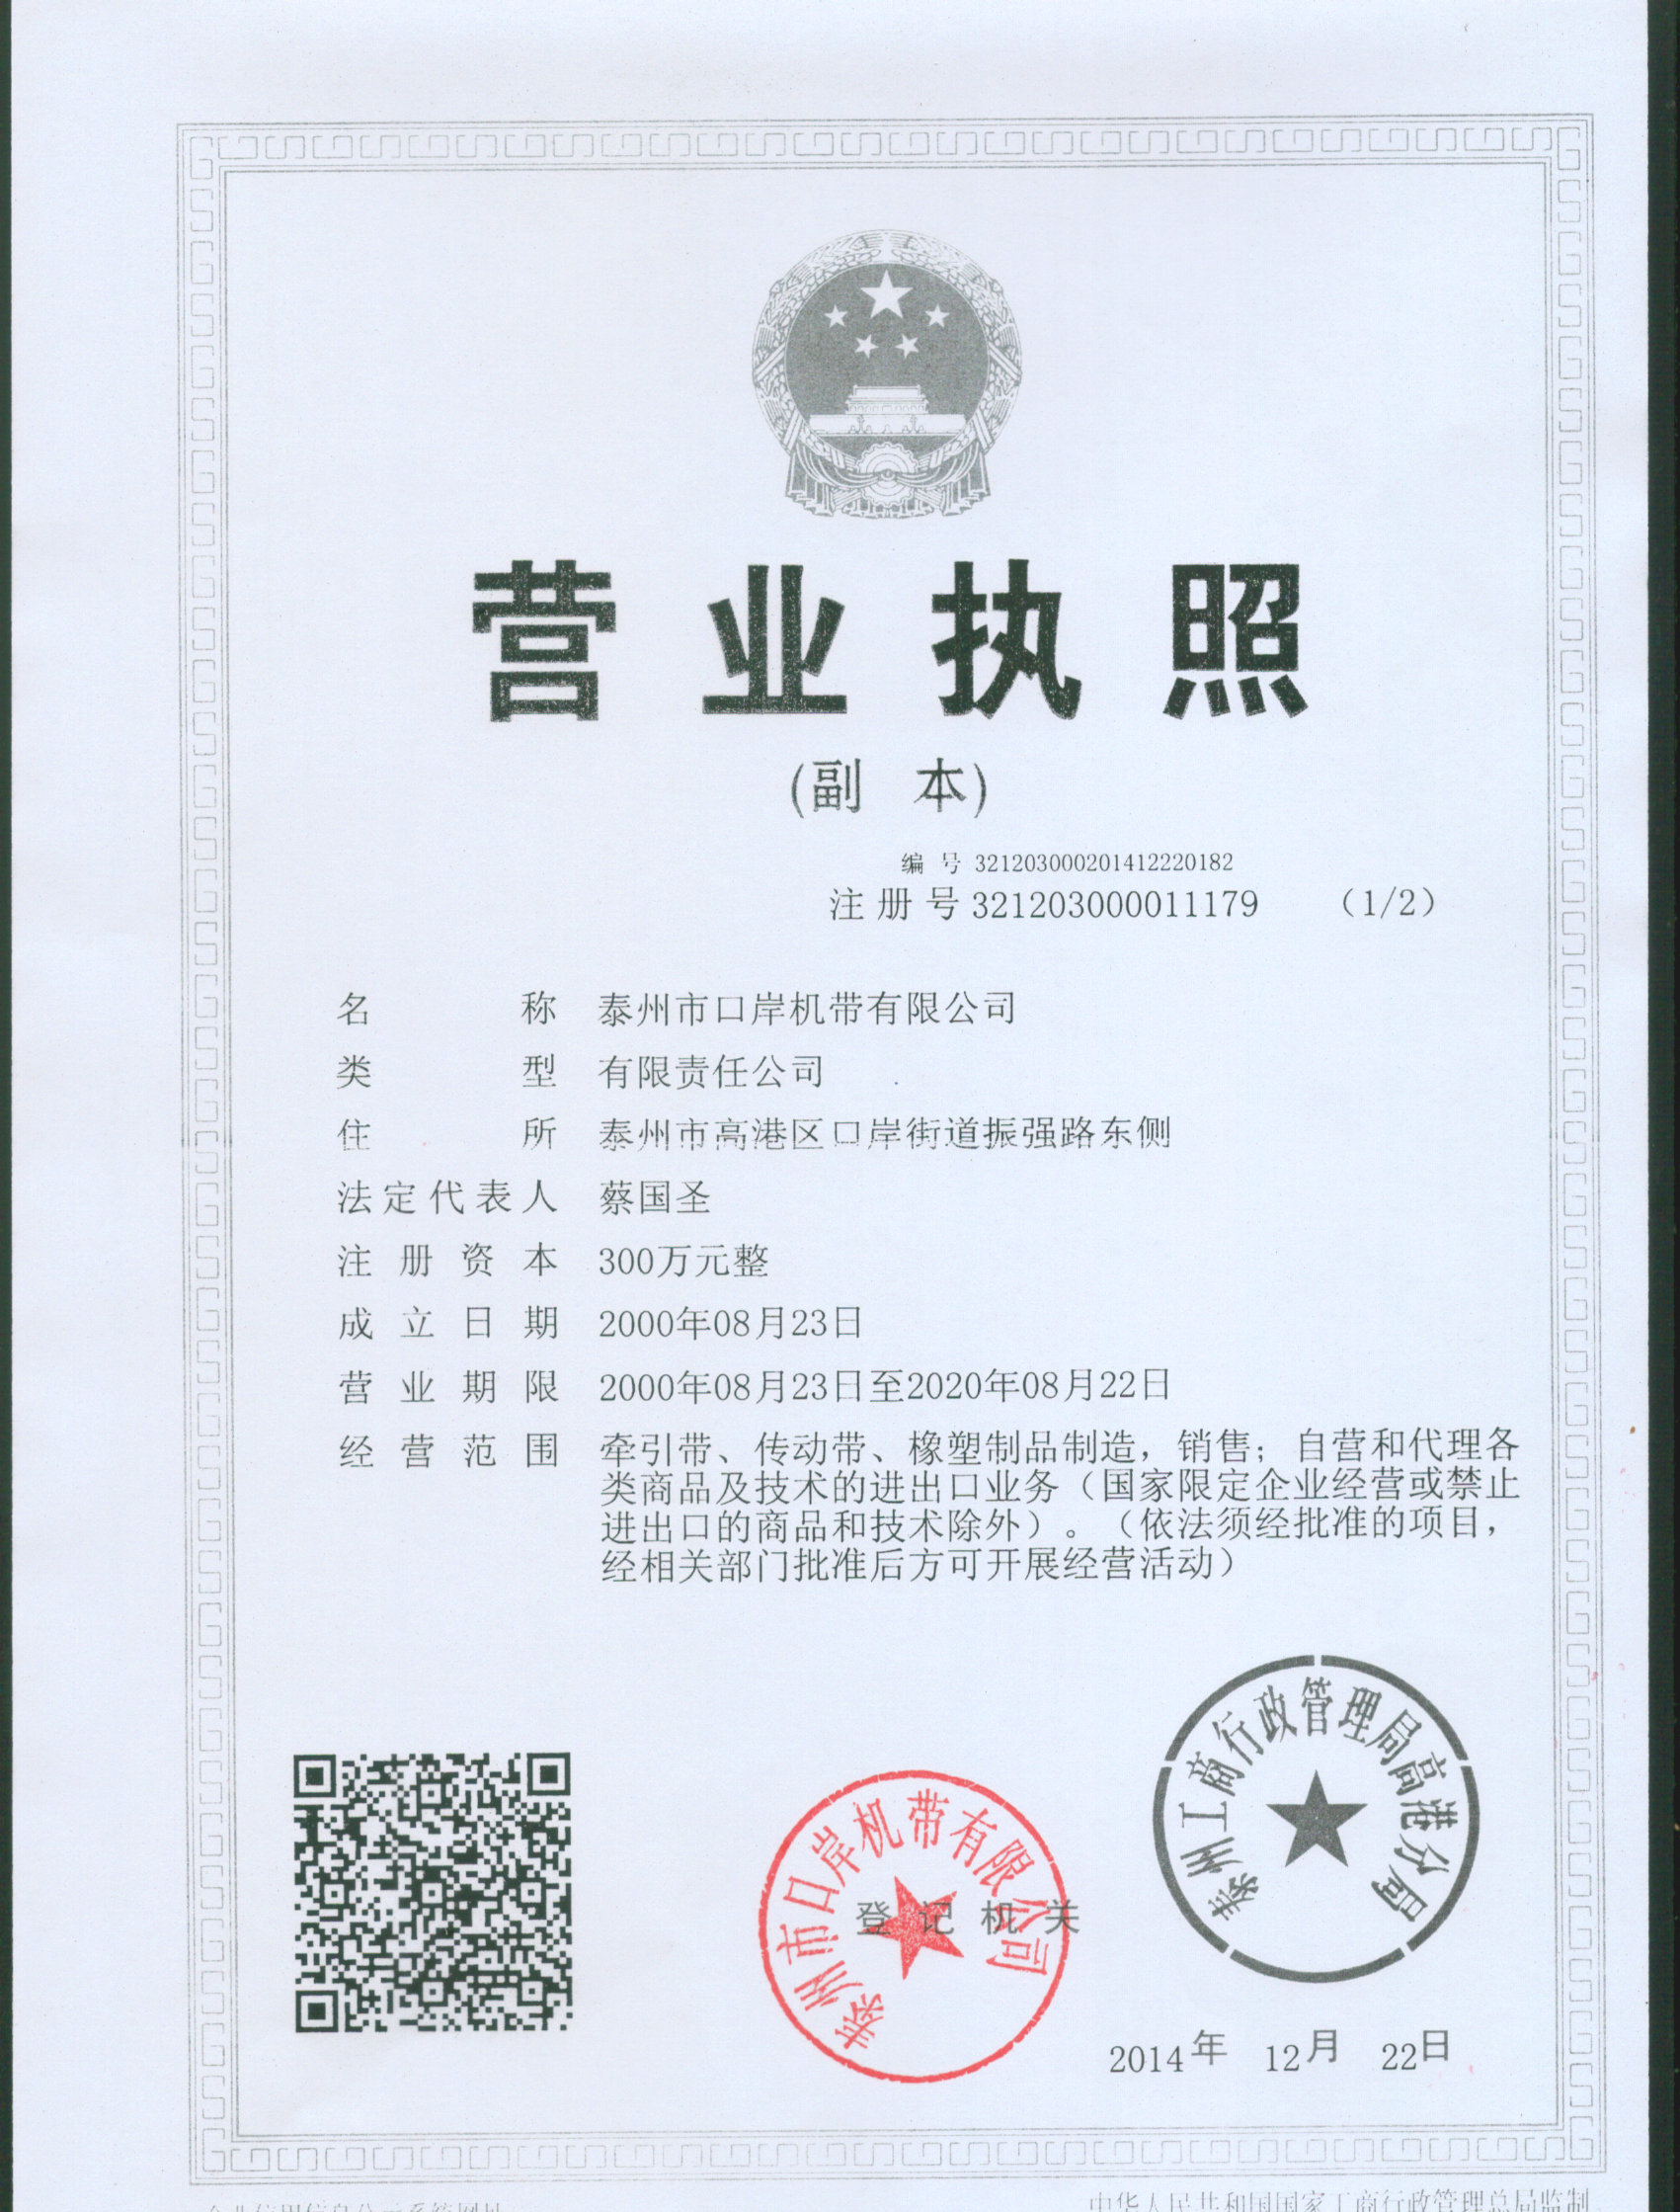 营业执照
(副 本)
编 号 321203000201412220182
注 册 号 321203000011179 （1/2）
名 称 泰州市口岸机带有限公司
类 型 有限责任公司
住 所 泰州市高港区口岸街道振强路东侧
法定代表人 蔡国圣
注 册 资 本 300万元整
成 立 日 期 2000年08月23日
营 业 期 限 2000年08月23日至2020年08月22日
经 营 范 围 牵引带、传动带、橡塑制品制造，销售；自营和代理各
类商品及技术的进出口业务（国家限定企业经营或禁止
进出口的商品和技术除外）。（依法须经批准的项目，
经相关部门批准后方可开展经营活动）
泰州工商行政管理局高港分局
泰州市口岸机带有限公司
登 记 机 关
2014年 12月 22日
企业信用信息公示系统网址
中华人民共和国国家工商行政管理总局监制